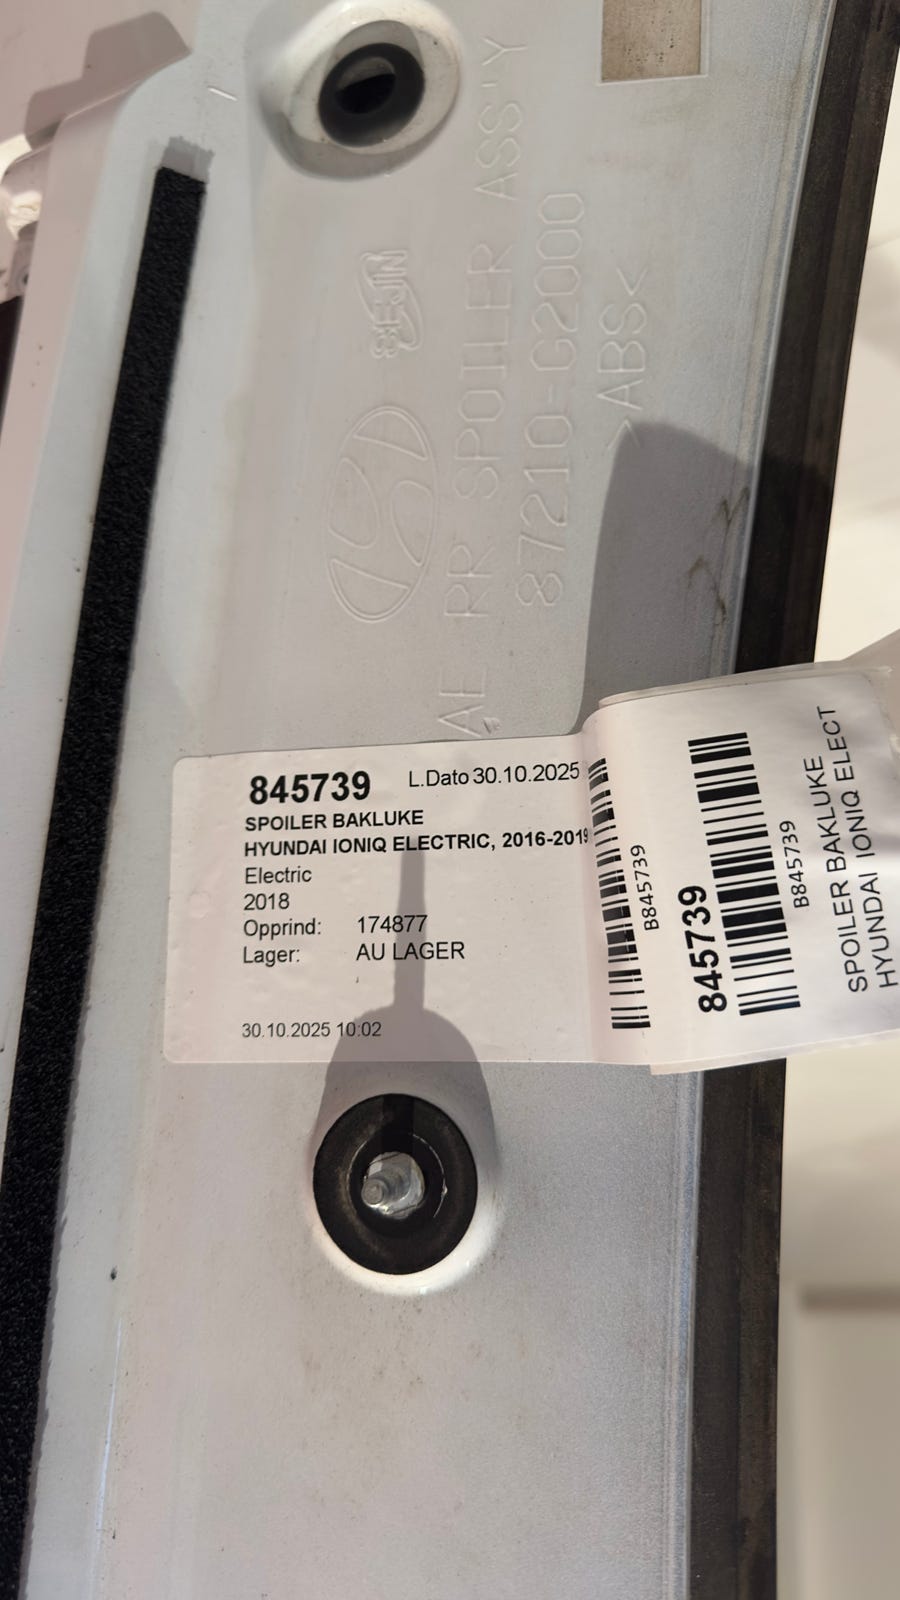 SEJIN
AE RR SPOILER ASS'Y
87210-G2000
>ABS<
845739
L.Dato 30.10.2025
SPOILER BAKLUKE
HYUNDAI IONIQ ELECTRIC, 2016-2019
Electric
2018
Opprind: 174877
Lager: AU LAGER
30.10.2025 10:02
B845739
845739
B845739
SPOILER BAKLUKE
HYUNDAI IONIQ ELECT